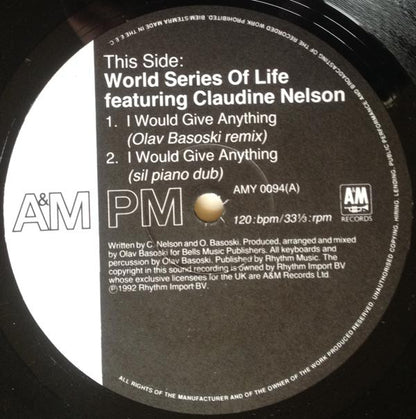 This Side:
World Series Of Life
featuring Claudine Nelson
1. I Would Give Anything
(Olav Basoski remix)
2. I Would Give Anything
(sil piano dub)
AMY 0094(A)
A&M PM
120:bpm/33⅓:rpm
A&M
RECORDS
Written by C. Nelson and O. Basoski. Produced, arranged and mixed
by Olav Basoski for Bells Music Publishers. All keyboards and
percussion by Olav Basoski. Published by Rhythm Music. The
copyright in this sound recording is owned by Rhythm Import BV
whose exclusive licensees for the UK are A&M Records Ltd.
℗1992 Rhythm Import BV.
ALL RIGHTS OF THE MANUFACTURER AND OF THE OWNER OF THE WORK PRODUCED RESERVED. UNAUTHORISED COPYING, HIRING, LENDING, PUBLIC PERFORMANCE AND BROADCASTING OF THE RECORDED WORK PROHIBITED. BIEM STEMRA MADE IN THE E E C